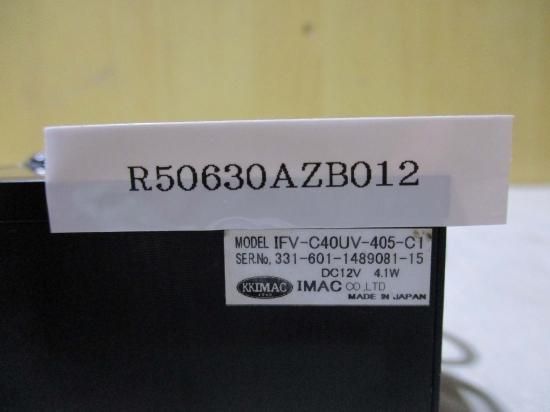 R50630AZB012
MODEL IFV-C40UV-405-C1
SER.No. 331-601-1489081-15
DC12V 4.1W
KKIMAC IMAC CO.,LTD
MADE IN JAPAN